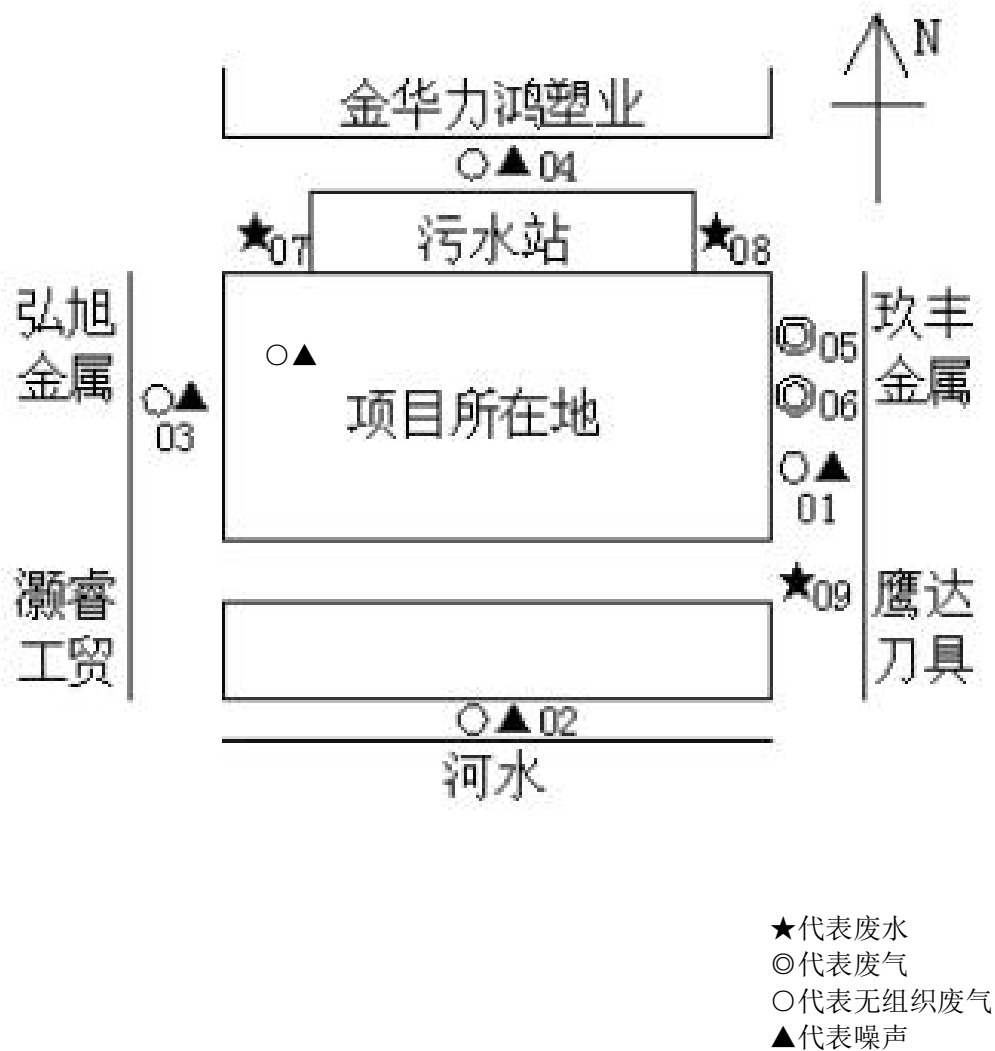 N
金华力鸿塑业
○▲04
★07
污水站
★08
弘旭
金属
玖丰
金属
◎05
◎06
○▲
○▲
03
项目所在地
○▲
01
灏睿
工贸
★09
鹰达
刀具
○▲02
河水
★代表废水
◎代表废气
○代表无组织废气
▲代表噪声